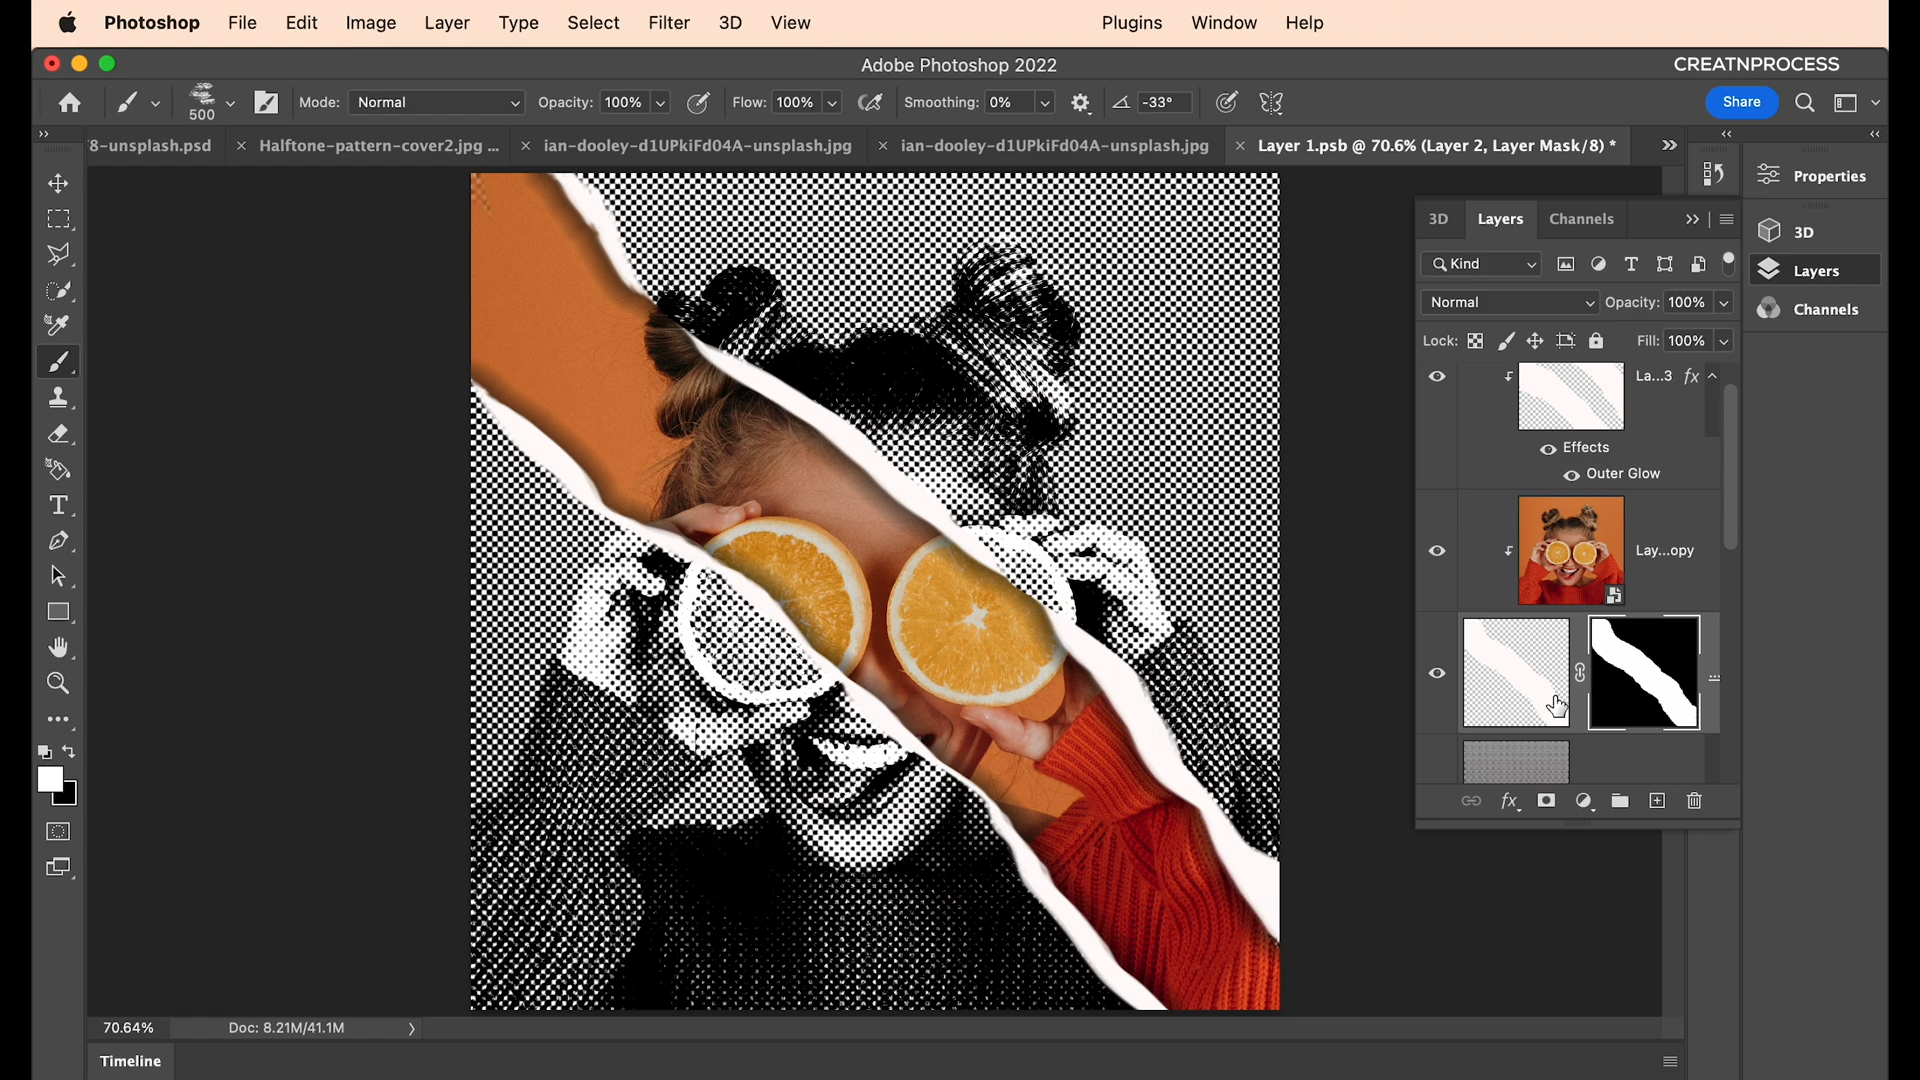 Photoshop File Edit Image Layer Type Select Filter 3D View Plugins Window Help
Adobe Photoshop 2022
CREATNPROCESS
500 Mode: Normal Opacity: 100% Flow: 100% Smoothing: 0% -33° Share
8-unsplash.psd × Halftone-pattern-cover2.jpg ... × ian-dooley-d1UPkiFd04A-unsplash.jpg × ian-dooley-d1UPkiFd04A-unsplash.jpg × Layer 1.psb @ 70.6% (Layer 2, Layer Mask/8) *
Properties
3D Layers Channels
3D
Kind
Layers
Normal Opacity: 100%
Channels
Lock: Fill: 100%
La...3 fx
Effects
Outer Glow
Lay...opy
...
fx
70.64% Doc: 8.21M/41.1M
Timeline